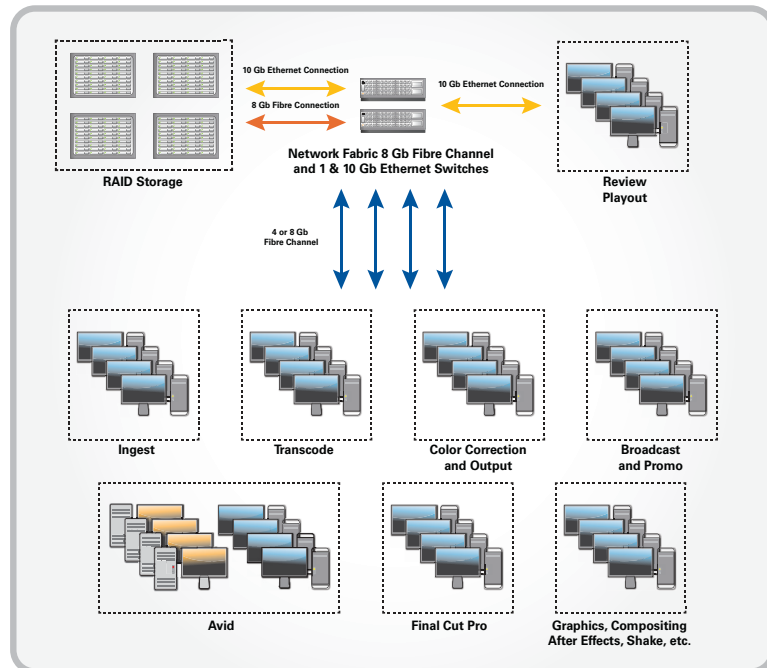 10 Gb Ethernet Connection
10 Gb Ethernet Connection
8 Gb Fibre Connection
Network Fabric 8 Gb Fibre Channel
and 1 & 10 Gb Ethernet Switches
RAID Storage
Review
Playout
4 or 8 Gb
Fibre Channel
Ingest
Transcode
Color Correction
and Output
Broadcast
and Promo
Avid
Final Cut Pro
Graphics, Compositing
After Effects, Shake, etc.